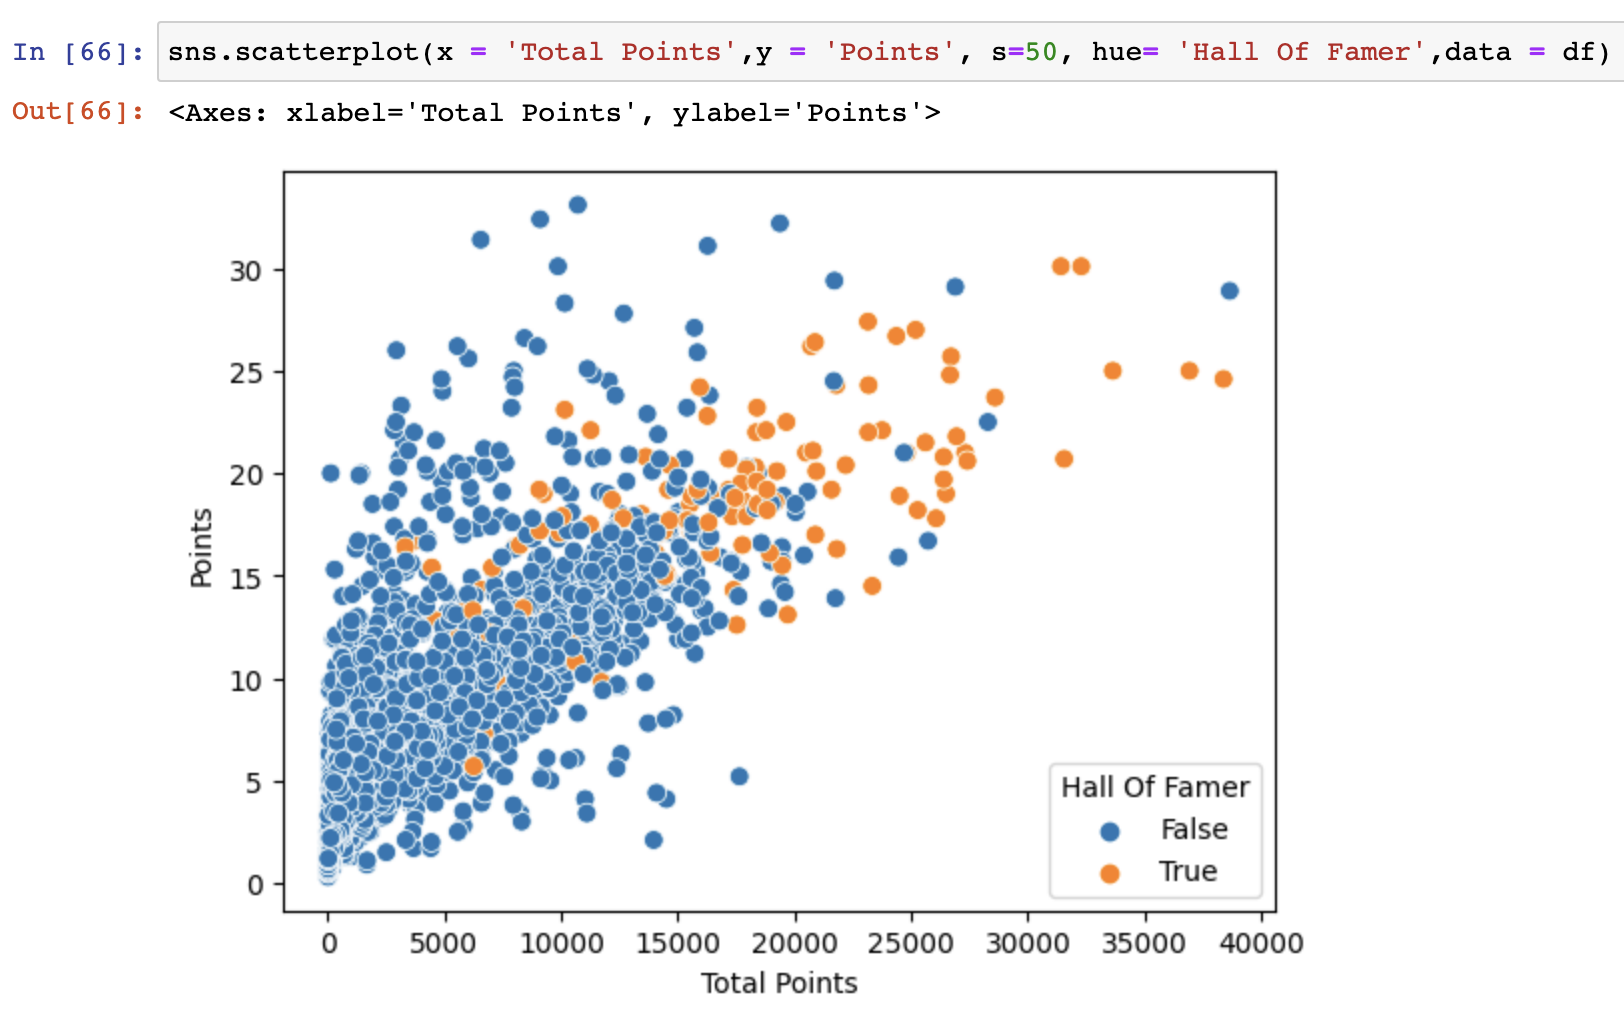 In [66]: sns.scatterplot(x = 'Total Points',y = 'Points', s=50, hue= 'Hall Of Famer',data = df)
Out[66]: <Axes: xlabel='Total Points', ylabel='Points'>
30
25
20
15
10
5
0
Points
Hall Of Famer
False
True
0 5000 10000 15000 20000 25000 30000 35000 40000
Total Points